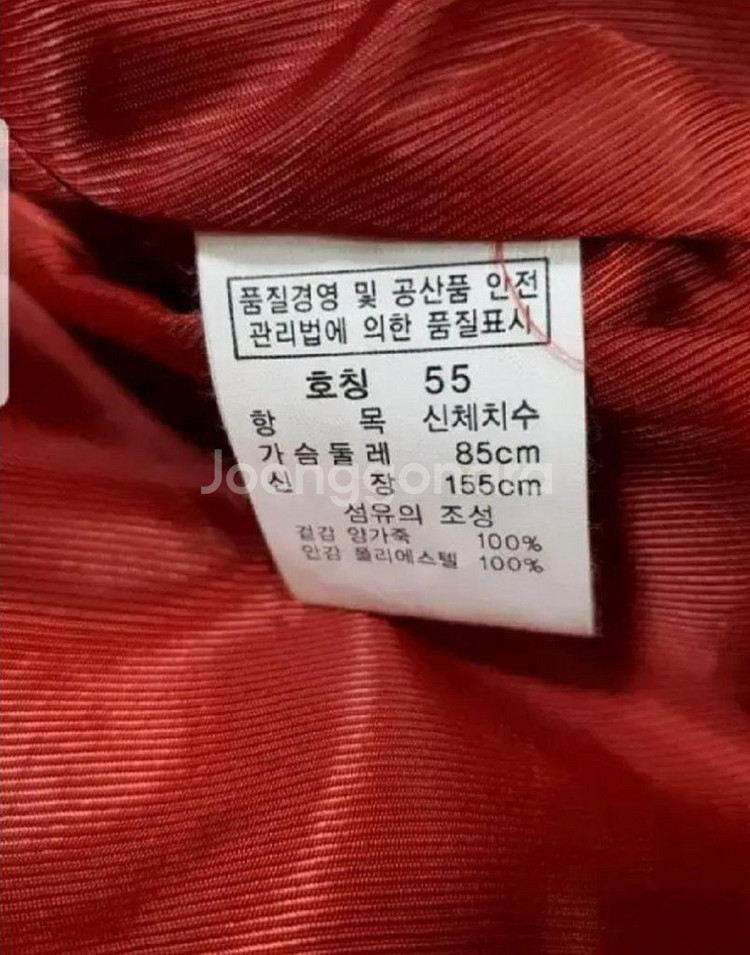 품질경영 및 공산품 안전
관리법에 의한 품질표시
호칭 55
항 목 신체치수
가슴둘레 85cm
신 장 155cm
섬유의 조성
겉감 양가죽 100%
안감 폴리에스텔 100%
Joonggonara